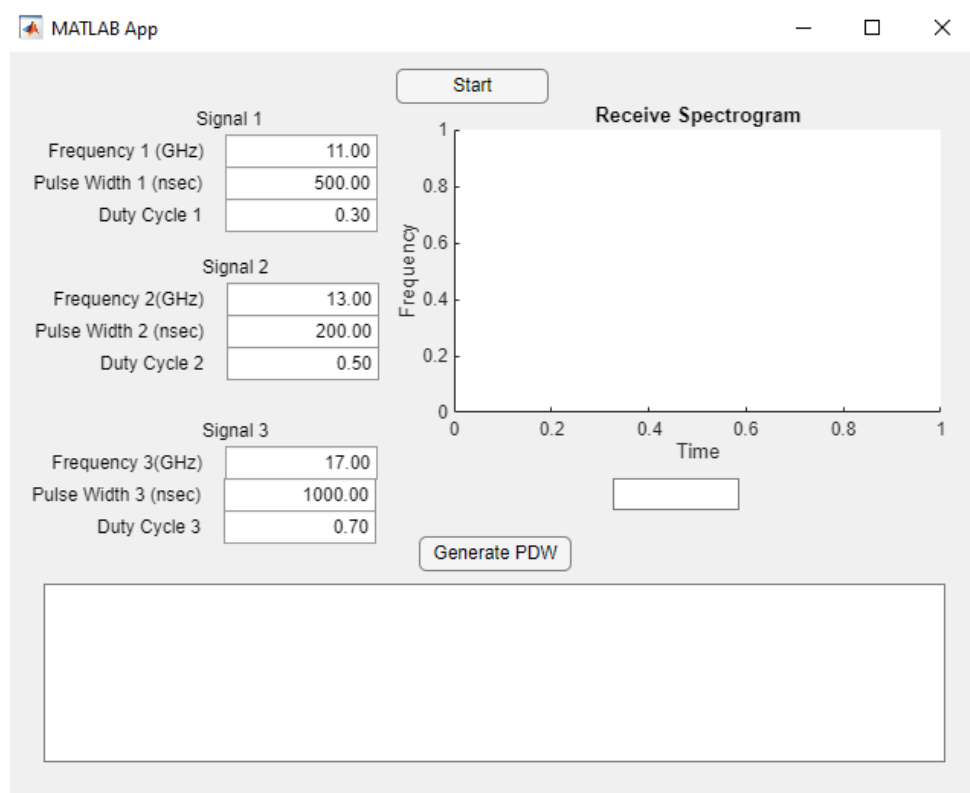 MATLAB App
Start
Signal 1
Frequency 1 (GHz) 11.00
Pulse Width 1 (nsec) 500.00
Duty Cycle 1 0.30
Signal 2
Frequency 2(GHz) 13.00
Pulse Width 2 (nsec) 200.00
Duty Cycle 2 0.50
Signal 3
Frequency 3(GHz) 17.00
Pulse Width 3 (nsec) 1000.00
Duty Cycle 3 0.70
Receive Spectrogram
1
0.8
0.6
0.4
0.2
0
Frequency
0 0.2 0.4 0.6 0.8 1
Time
Generate PDW